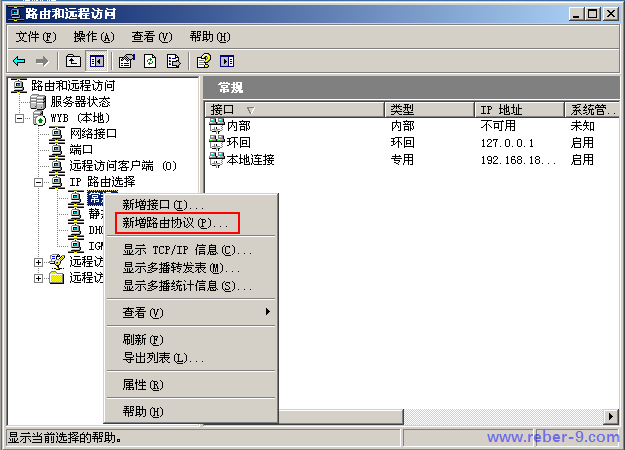 路由和远程访问
文件(F) 操作(A) 查看(V) 帮助(H)
路由和远程访问
服务器状态
WYB (本地)
网络接口
端口
远程访问客户端 (0)
IP 路由选择
常规
接口 类型 IP 地址 系统管...
内部 内部 不可用 未知
环回 环回 127.0.0.1 启用
本地连接 专用 192.168.18... 启用
常
静
DHC
IGM
远程访
远程访
新增接口(I)...
新增路由协议(P)...
显示 TCP/IP 信息(C)...
显示多播转发表(M)...
显示多播统计信息(S)...
查看(V)
刷新(F)
导出列表(L)...
属性(R)
帮助(H)
显示当前选择的帮助。
www.reber-9.com